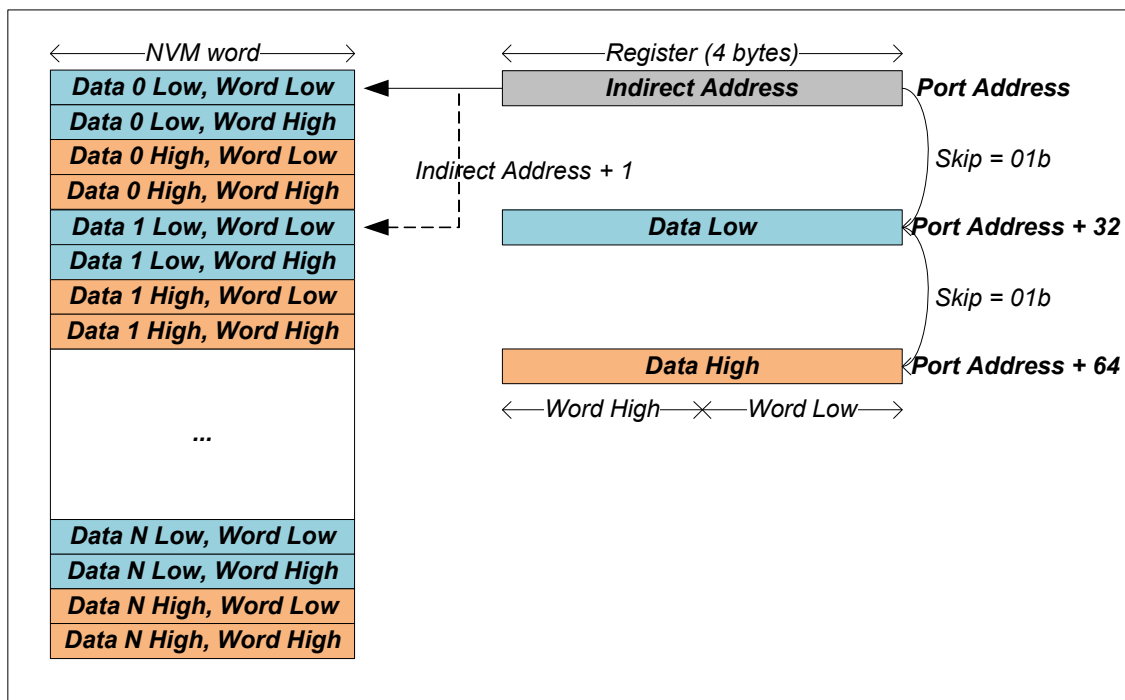 NVM word
Data 0 Low, Word Low
Data 0 Low, Word High
Data 0 High, Word Low
Data 0 High, Word High
Data 1 Low, Word Low
Data 1 Low, Word High
Data 1 High, Word Low
Data 1 High, Word High
...
Data N Low, Word Low
Data N Low, Word High
Data N High, Word Low
Data N High, Word High
Indirect Address + 1
Register (4 bytes)
Indirect Address
Port Address
Skip = 01b
Data Low
Port Address + 32
Skip = 01b
Data High
Port Address + 64
Word High
Word Low